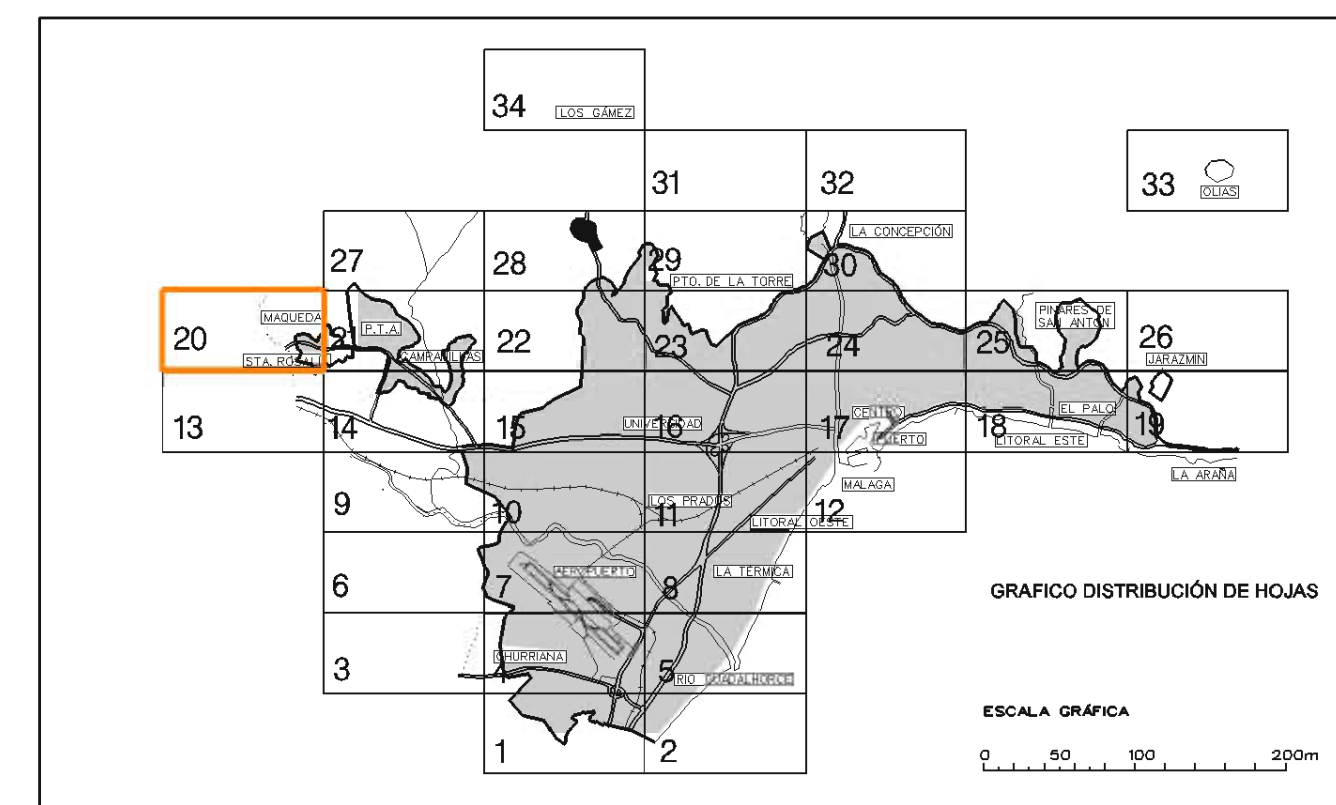 34 LOS GÁMEZ
31 32 33 OLIAS
LA CONCEPCIÓN
27 28 29 30
PTO. DE LA TORRE
MAQUEDA P.T.A. PINARES DE
SAN ANTÓN
20 21 22 23 24 25 26
STA. ROSALIA CAMPANILLAS JARAZMIN
CENTRO EL PALO
13 14 15 UNIVERSIDAD 16 17 PUERTO 18 LITORAL ESTE 19
LA ARAÑA
MALAGA
LOS PRADOS
9 10 11 LITORAL OESTE 12
AEROPUERTO LA TÉRMICA
6 7 8
GRAFICO DISTRIBUCIÓN DE HOJAS
CHURRIANA
3 5 RIO GUADALHORCE
ESCALA GRÁFICA
1 2
0 50 100 200m